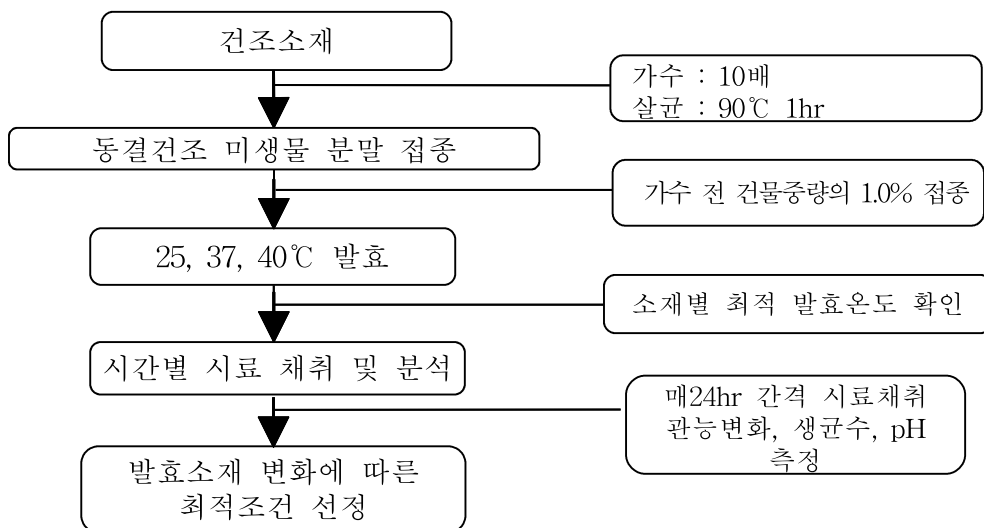 건조소재
가수 : 10배
살균 : 90℃ 1hr
동결건조 미생물 분말 접종
가수 전 건물중량의 1.0% 접종
25, 37, 40℃ 발효
소재별 최적 발효온도 확인
시간별 시료 채취 및 분석
매24hr 간격 시료채취
관능변화, 생균수, pH
측정
발효소재 변화에 따른
최적조건 선정